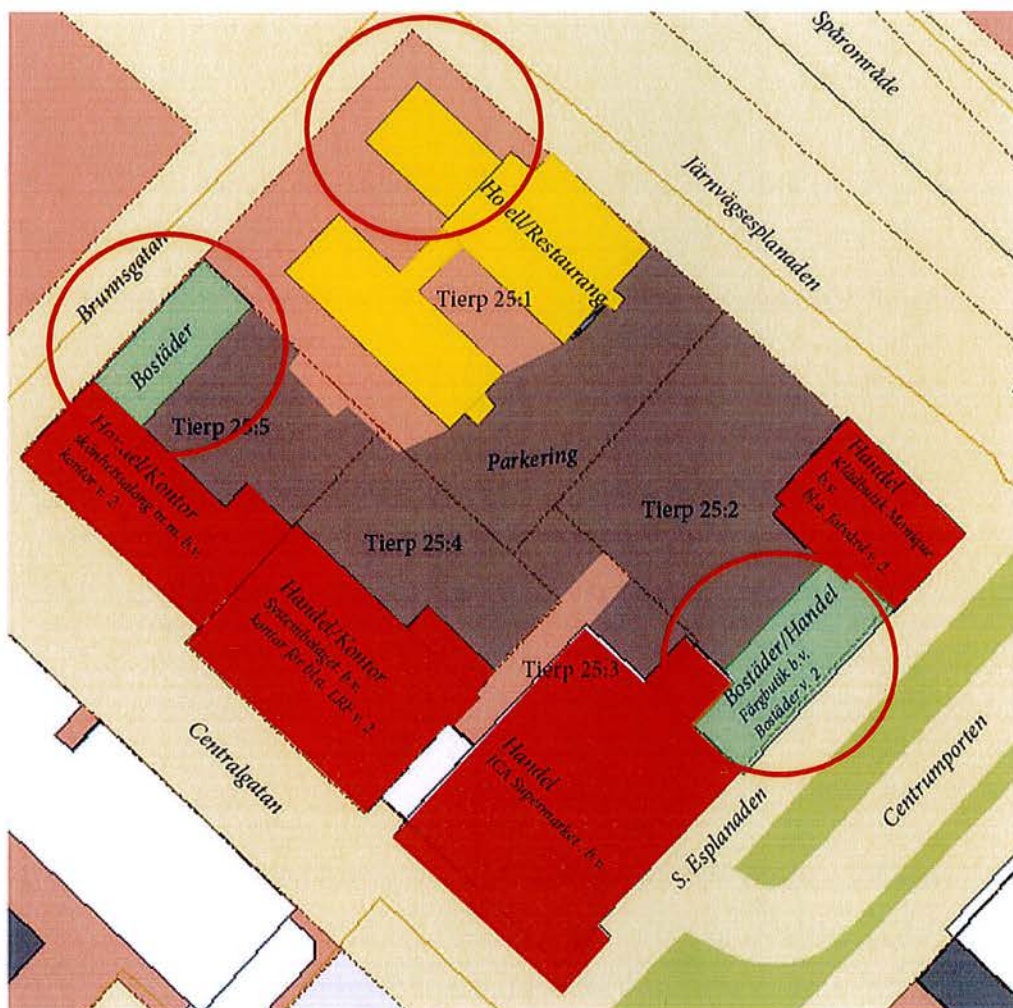 Spårområde
Järnvägsesplanaden
Hotell/Restaurang
Brunnsgatan
Tierp 25:1
Bostäder
Tierp 25:5
Handel/Kontor
skönhetssalong m.m. b.v.
kontor v. 2
Parkering
Tierp 25:2
Handel
Klädbutik Monique
b.v.
bl.a. v. 2
Tierp 25:4
Handel/Kontor
Systembolaget b.v.
kontor för bl.a. LRF v. 2
Tierp 25:3
Bostäder/Handel
Färgbutik b.v.
Bostäder v. 2
Handel
ICA Supermarket . b.v.
Centralgatan
S. Esplanaden
Centrumporten